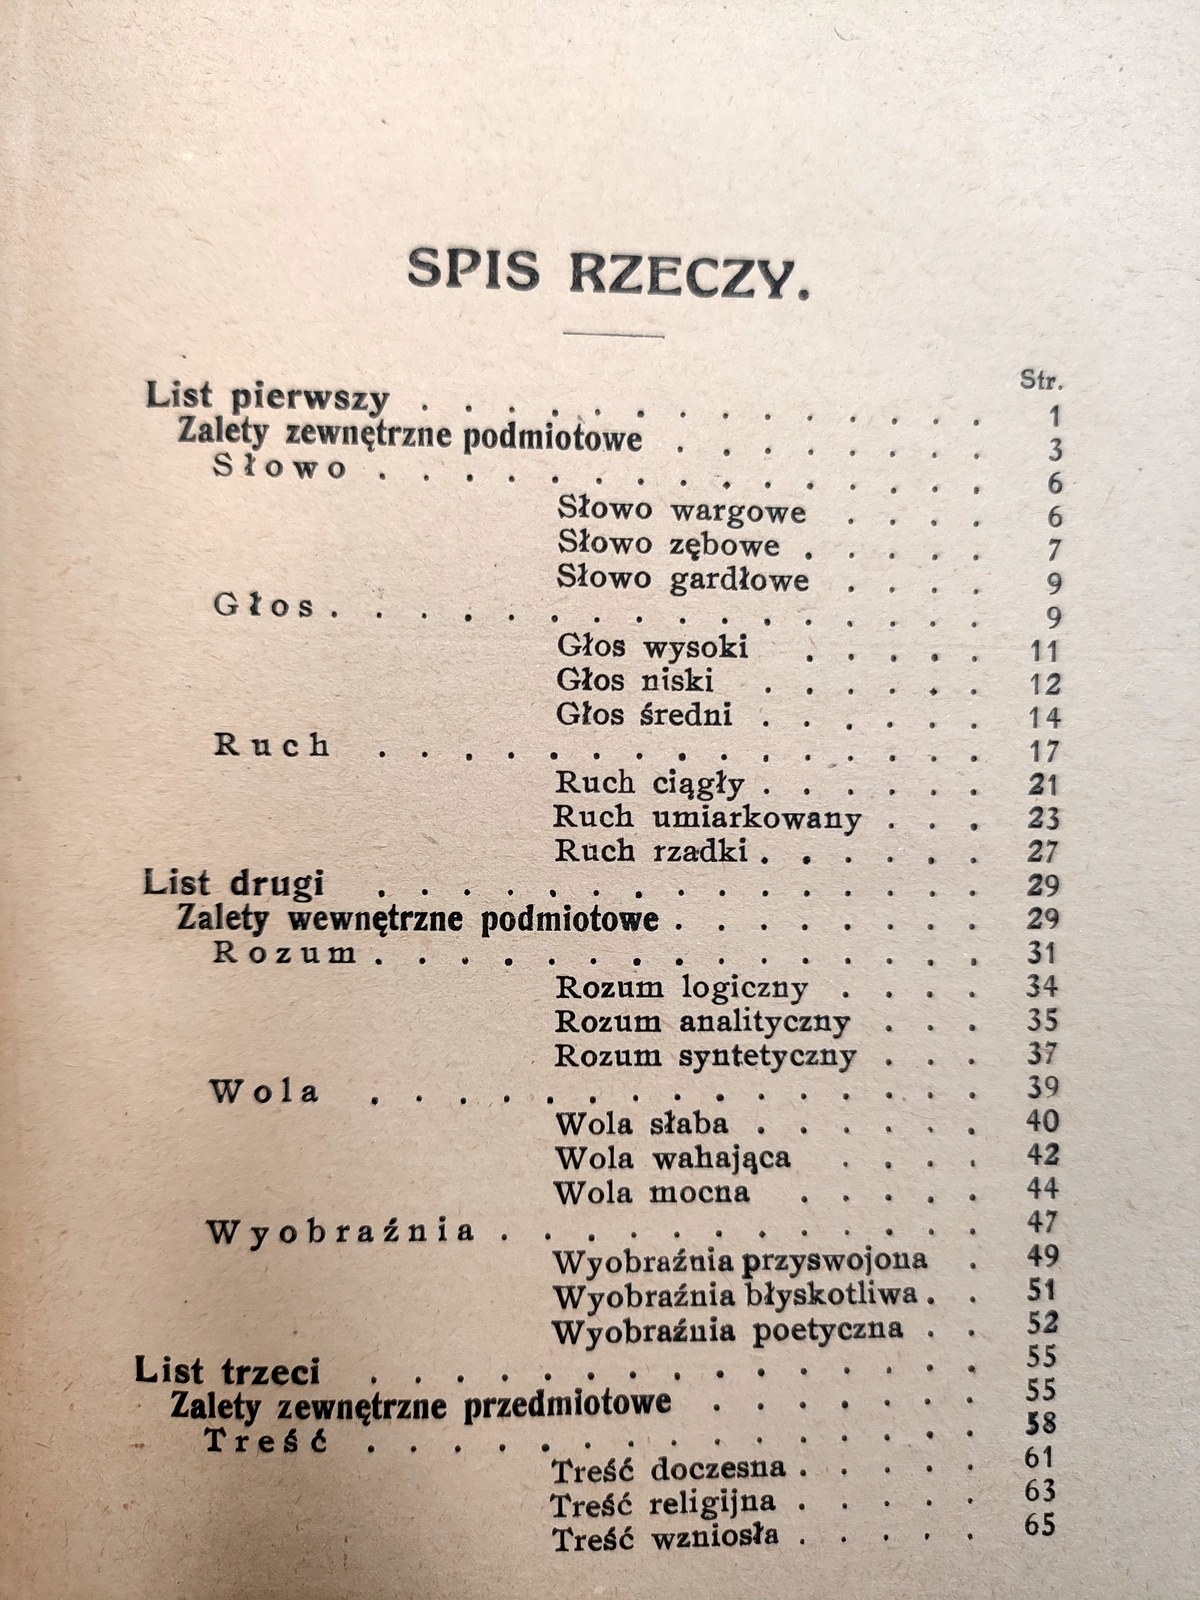 SPIS RZECZY.
Str.
List pierwszy . . . . . . . . . . . . . . 1
Zalety zewnętrzne podmiotowe . . . . . . . . 3
Słowo . . . . . . . . . . . . . . . 6
Słowo wargowe . . . . 6
Słowo zębowe . . . . . 7
Słowo gardłowe . . . . 9
Głos . . . . . . . . . . . . . . . . 9
Głos wysoki . . . . . 11
Głos niski . . . . . . 12
Głos średni . . . . . . 14
Ruch . . . . . . . . . . . . . . . 17
Ruch ciągły . . . . . . 21
Ruch umiarkowany . . . 23
Ruch rzadki . . . . . . 27
List drugi . . . . . . . . . . . . . . . 29
Zalety wewnętrzne podmiotowe . . . . . . . . 29
Rozum . . . . . . . . . . . . . . . 31
Rozum logiczny . . . . 34
Rozum analityczny . . . 35
Rozum syntetyczny . . . 37
Wola . . . . . . . . . . . . . . . 39
Wola słaba . . . . . . 40
Wola wahająca . . . . 42
Wola mocna . . . . . 44
Wyobraźnia . . . . . . . . . . . . 47
Wyobraźnia przyswojona . 49
Wyobraźnia błyskotliwa . . 51
Wyobraźnia poetyczna . . 52
List trzeci . . . . . . . . . . . . . . . 55
Zalety zewnętrzne przedmiotowe . . . . . . . 55
Treść . . . . . . . . . . . . . . . 58
Treść doczesna . . . . . 61
Treść religijna . . . . . 63
Treść wzniosła . . . . . 65